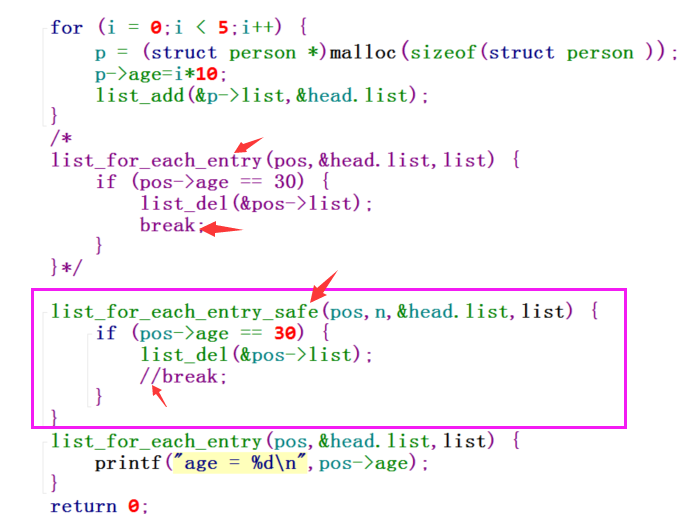 for (i = 0;i < 5;i++) {
p = (struct person *)malloc(sizeof(struct person ));
p->age=i*10;
list_add(&p->list,&head.list);
}
/*
list_for_each_entry(pos,&head.list,list) {
if (pos->age == 30) {
list_del(&pos->list);
break;
}
}*/
list_for_each_entry_safe(pos,n,&head.list,list) {
if (pos->age == 30) {
list_del(&pos->list);
//break;
}
}
list_for_each_entry(pos,&head.list,list) {
printf("age = %d\n",pos->age);
}
return 0;